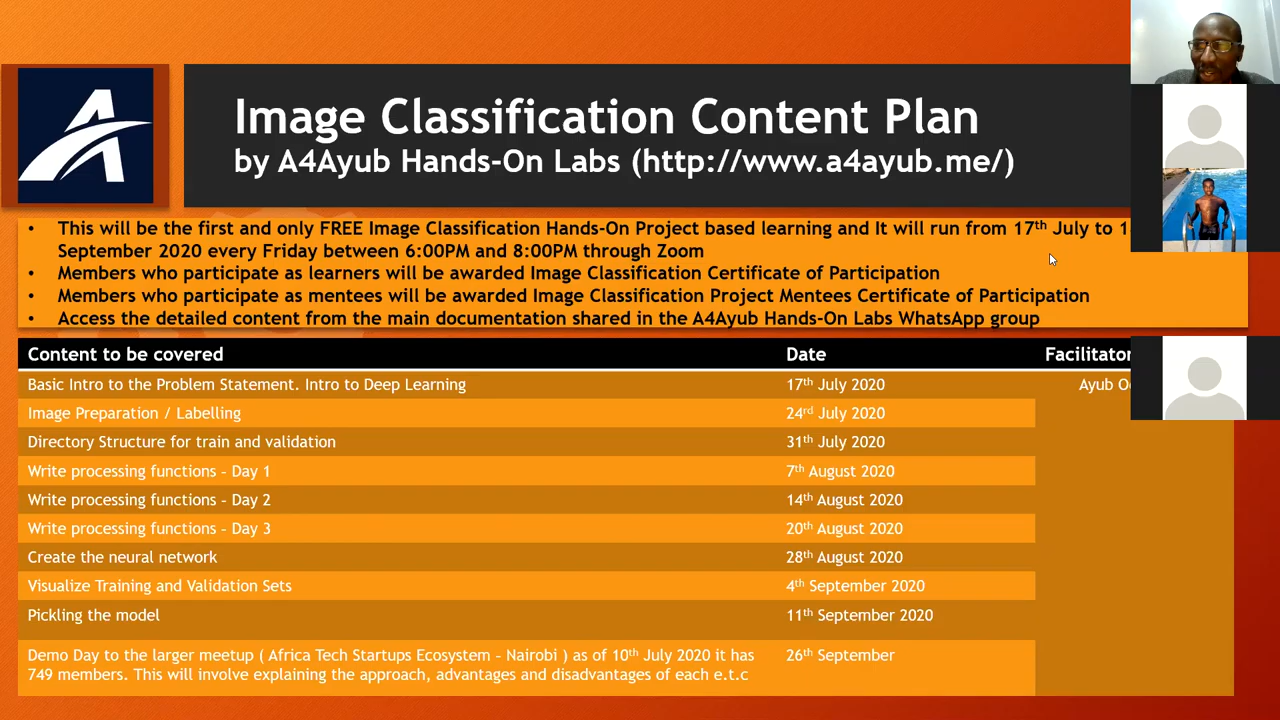 Image Classification Content Plan
by A4Ayub Hands-On Labs (http://www.a4ayub.me/)
• This will be the first and only FREE Image Classification Hands-On Project based learning and It will run from 17th July to
September 2020 every Friday between 6:00PM and 8:00PM through Zoom
• Members who participate as learners will be awarded Image Classification Certificate of Participation
• Members who participate as mentees will be awarded Image Classification Project Mentees Certificate of Participation
• Access the detailed content from the main documentation shared in the A4Ayub Hands-On Labs WhatsApp group
Content to be covered Date Facilitator
Basic Intro to the Problem Statement. Intro to Deep Learning 17th July 2020 Ayub
Image Preparation / Labelling 24rd July 2020
Directory Structure for train and validation 31th July 2020
Write processing functions - Day 1 7th August 2020
Write processing functions - Day 2 14th August 2020
Write processing functions - Day 3 20th August 2020
Create the neural network 28th August 2020
Visualize Training and Validation Sets 4th September 2020
Pickling the model 11th September 2020
Demo Day to the larger meetup ( Africa Tech Startups Ecosystem - Nairobi ) as of 10th July 2020 it has 26th September
749 members. This will involve explaining the approach, advantages and disadvantages of each e.t.c